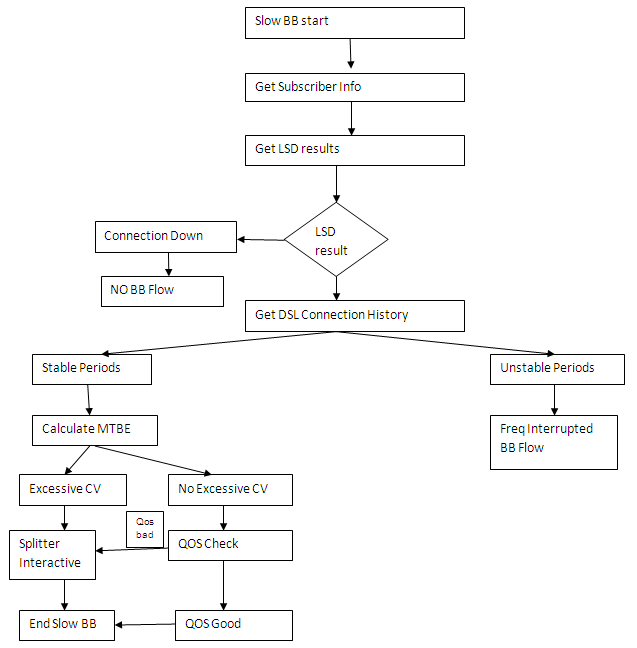 Slow BB start
Get Subscriber Info
Get LSD results
LSD
result
Connection Down
NO BB Flow
Get DSL Connection History
Stable Periods
Unstable Periods
Calculate MTBE
Freq Interrupted
BB Flow
Excessive CV
No Excessive CV
Qos
bad
Splitter
Interactive
QOS Check
End Slow BB
QOS Good